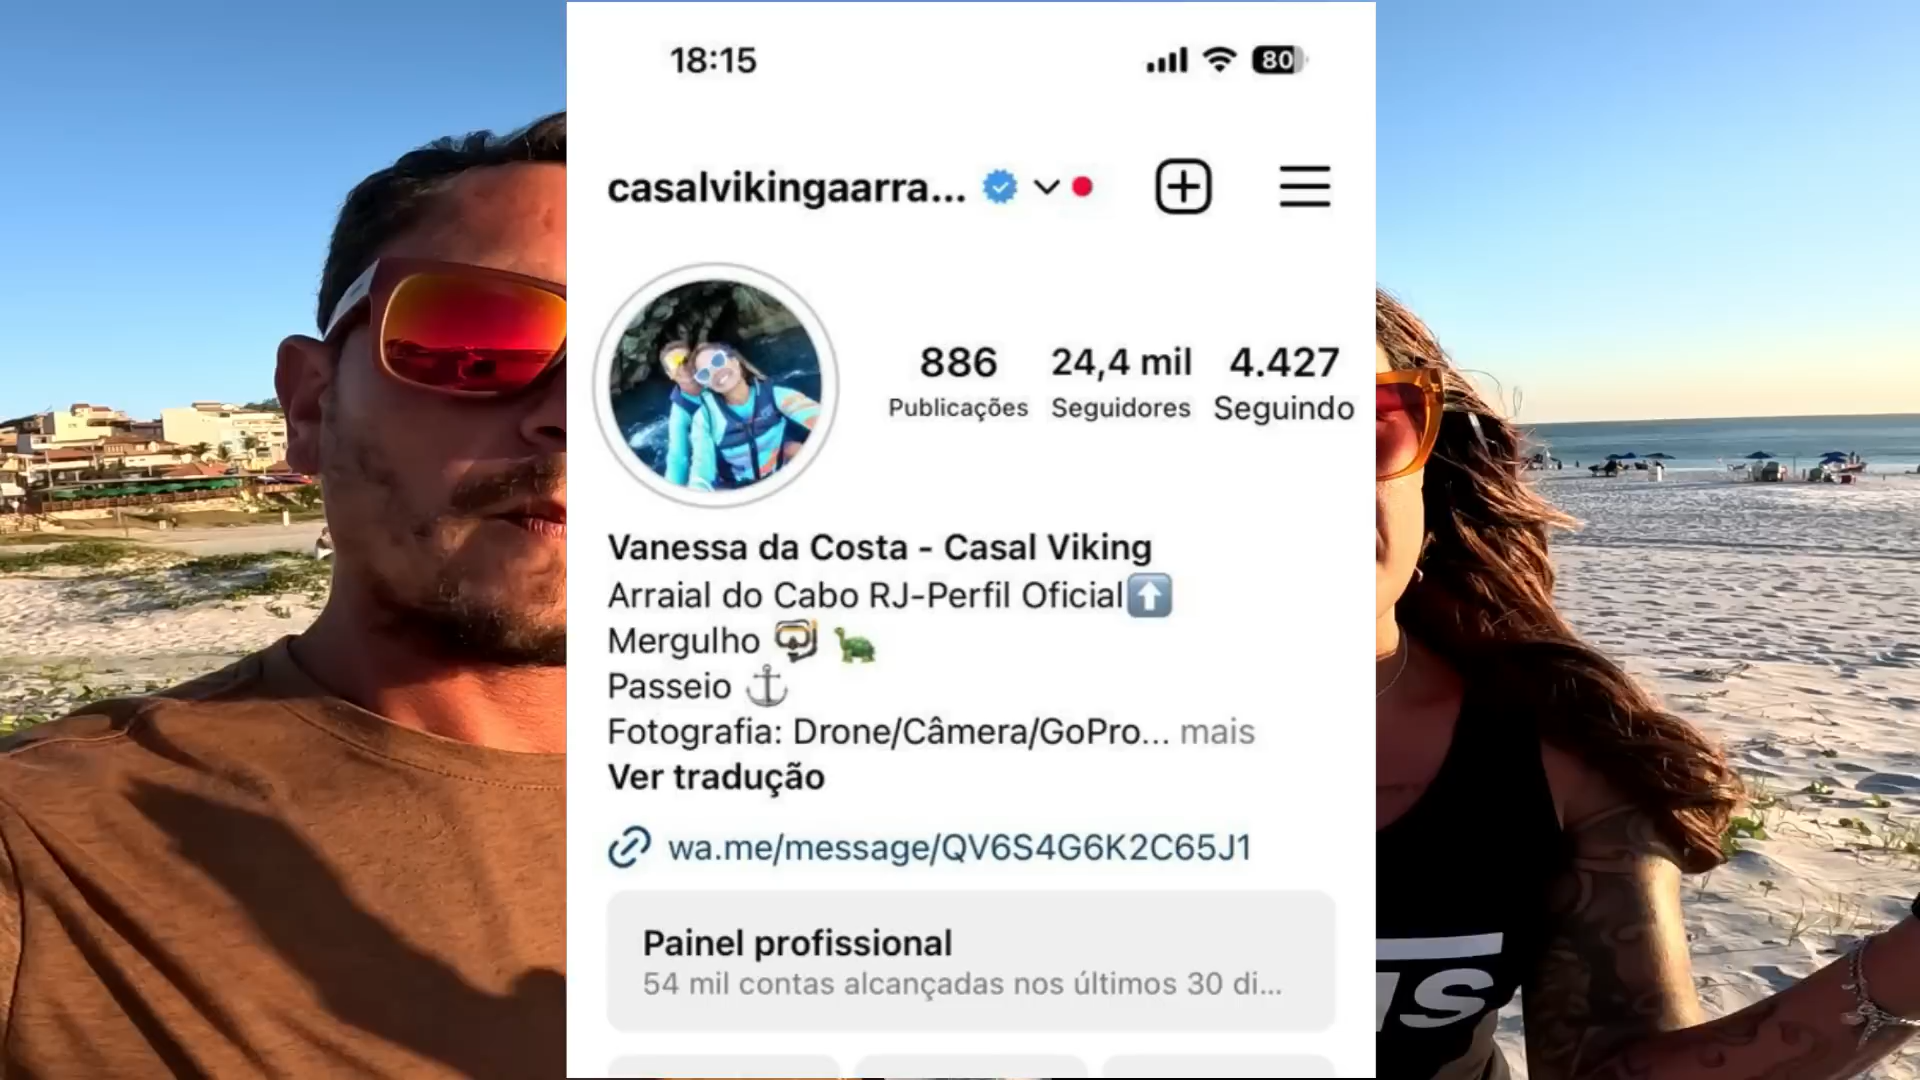 18:15
80
casalvikingaarra...
886 24,4 mil 4.427
Publicações Seguidores Seguindo
Vanessa da Costa - Casal Viking
Arraial do Cabo RJ-Perfil Oficial⬆️
Mergulho 🤿 🐢
Passeio ⚓
Fotografia: Drone/Câmera/GoPro... mais
Ver tradução
wa.me/message/QV6S4G6K2C65J1
Painel profissional
54 mil contas alcançadas nos últimos 30 di...